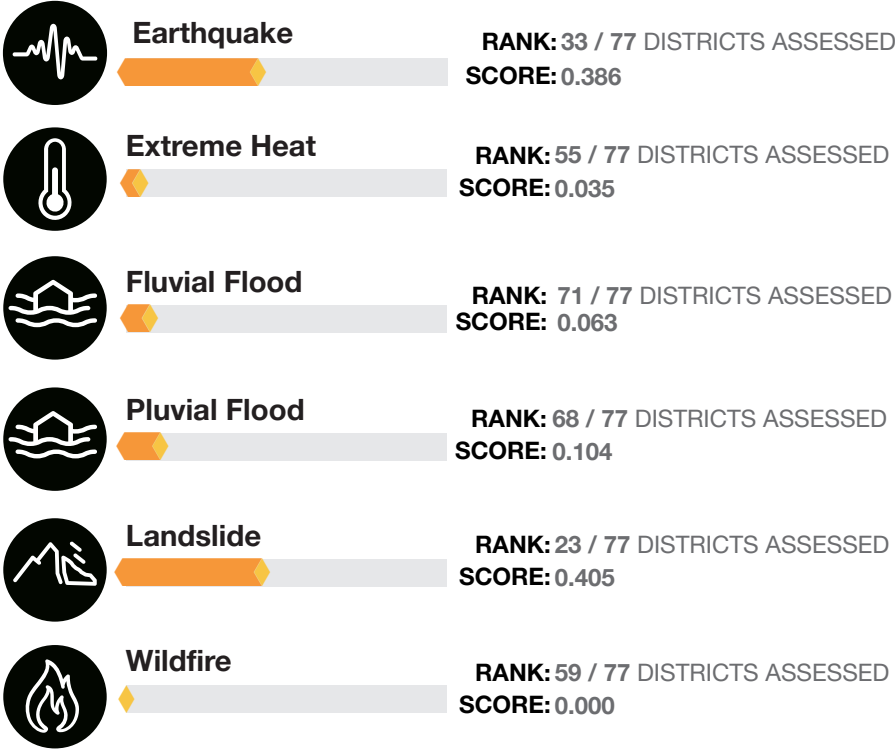 Earthquake
RANK: 33 / 77 DISTRICTS ASSESSED
SCORE: 0.386
Extreme Heat
RANK: 55 / 77 DISTRICTS ASSESSED
SCORE: 0.035
Fluvial Flood
RANK: 71 / 77 DISTRICTS ASSESSED
SCORE: 0.063
Pluvial Flood
RANK: 68 / 77 DISTRICTS ASSESSED
SCORE: 0.104
Landslide
RANK: 23 / 77 DISTRICTS ASSESSED
SCORE: 0.405
Wildfire
RANK: 59 / 77 DISTRICTS ASSESSED
SCORE: 0.000